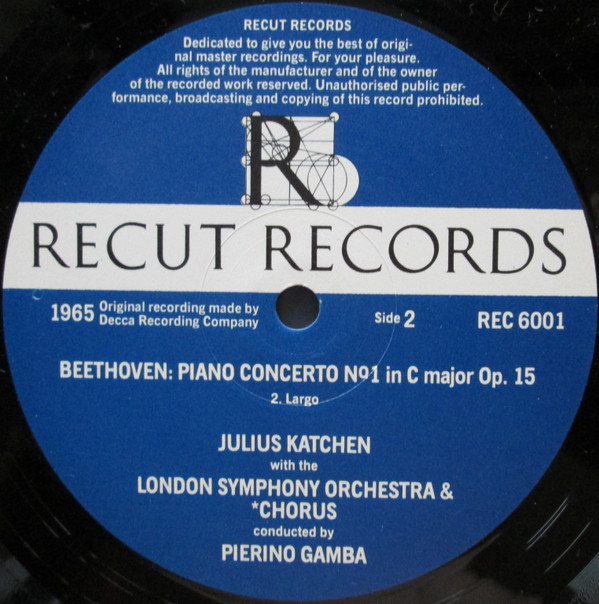 RECUT RECORDS
Dedicated to give you the best of origi-
nal master recordings. For your pleasure.
All rights of the manufacturer and of the owner
of the recorded work reserved. Unauthorised public per-
formance, broadcasting and copying of this record prohibited.
R
RECUT RECORDS
1965 Original recording made by
Decca Recording Company
Side 2
REC 6001
BEETHOVEN: PIANO CONCERTO Nº1 in C major Op. 15
2. Largo
JULIUS KATCHEN
with the
LONDON SYMPHONY ORCHESTRA &
*CHORUS
conducted by
PIERINO GAMBA